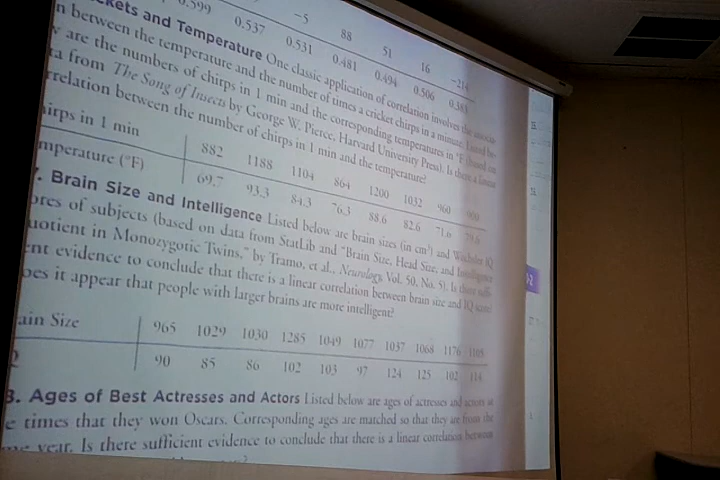 0.599 -5 88 51 16 -214
0.537 0.531 0.481 0.494 0.506 0.383
ckets and Temperature One classic application of correlation involves the
n between the temperature and the number of times a cricket chirps in a minute. Listed
are the numbers of chirps in 1 min and the corresponding temperatures in °F
ta from The Song of Insects by George W. Pierce, Harvard University Press). Is there a linear
rrelation between the number of chirps in 1 min and the temperature?
irps in 1 min 882 1188 1104 864 1200 1032 960 900
mperature (°F) 69.7 93.3 84.3 76.3 88.6 82.6 71.6 79.6
. Brain Size and Intelligence Listed below are brain sizes (in cm³) and Wechsler IQ
ores of subjects (based on data from StatLib and "Brain Size, Head Size, and Intelligence
uotient in Monozygotic Twins," by Tramo, et al., Neurology, Vol. 50, No. 5). Is there
ent evidence to conclude that there is a linear correlation between brain size and IQ
oes it appear that people with larger brains are more intelligent?
ain Size 965 1029 1030 1285 1049 1077 1037 1068 1176 1105
90 85 86 102 103 97 124 125 102 114
3. Ages of Best Actresses and Actors Listed below are ages of actresses and actors at
e times that they won Oscars. Corresponding ages are matched so that they are from the
year. Is there sufficient evidence to conclude that there is a linear correlation between